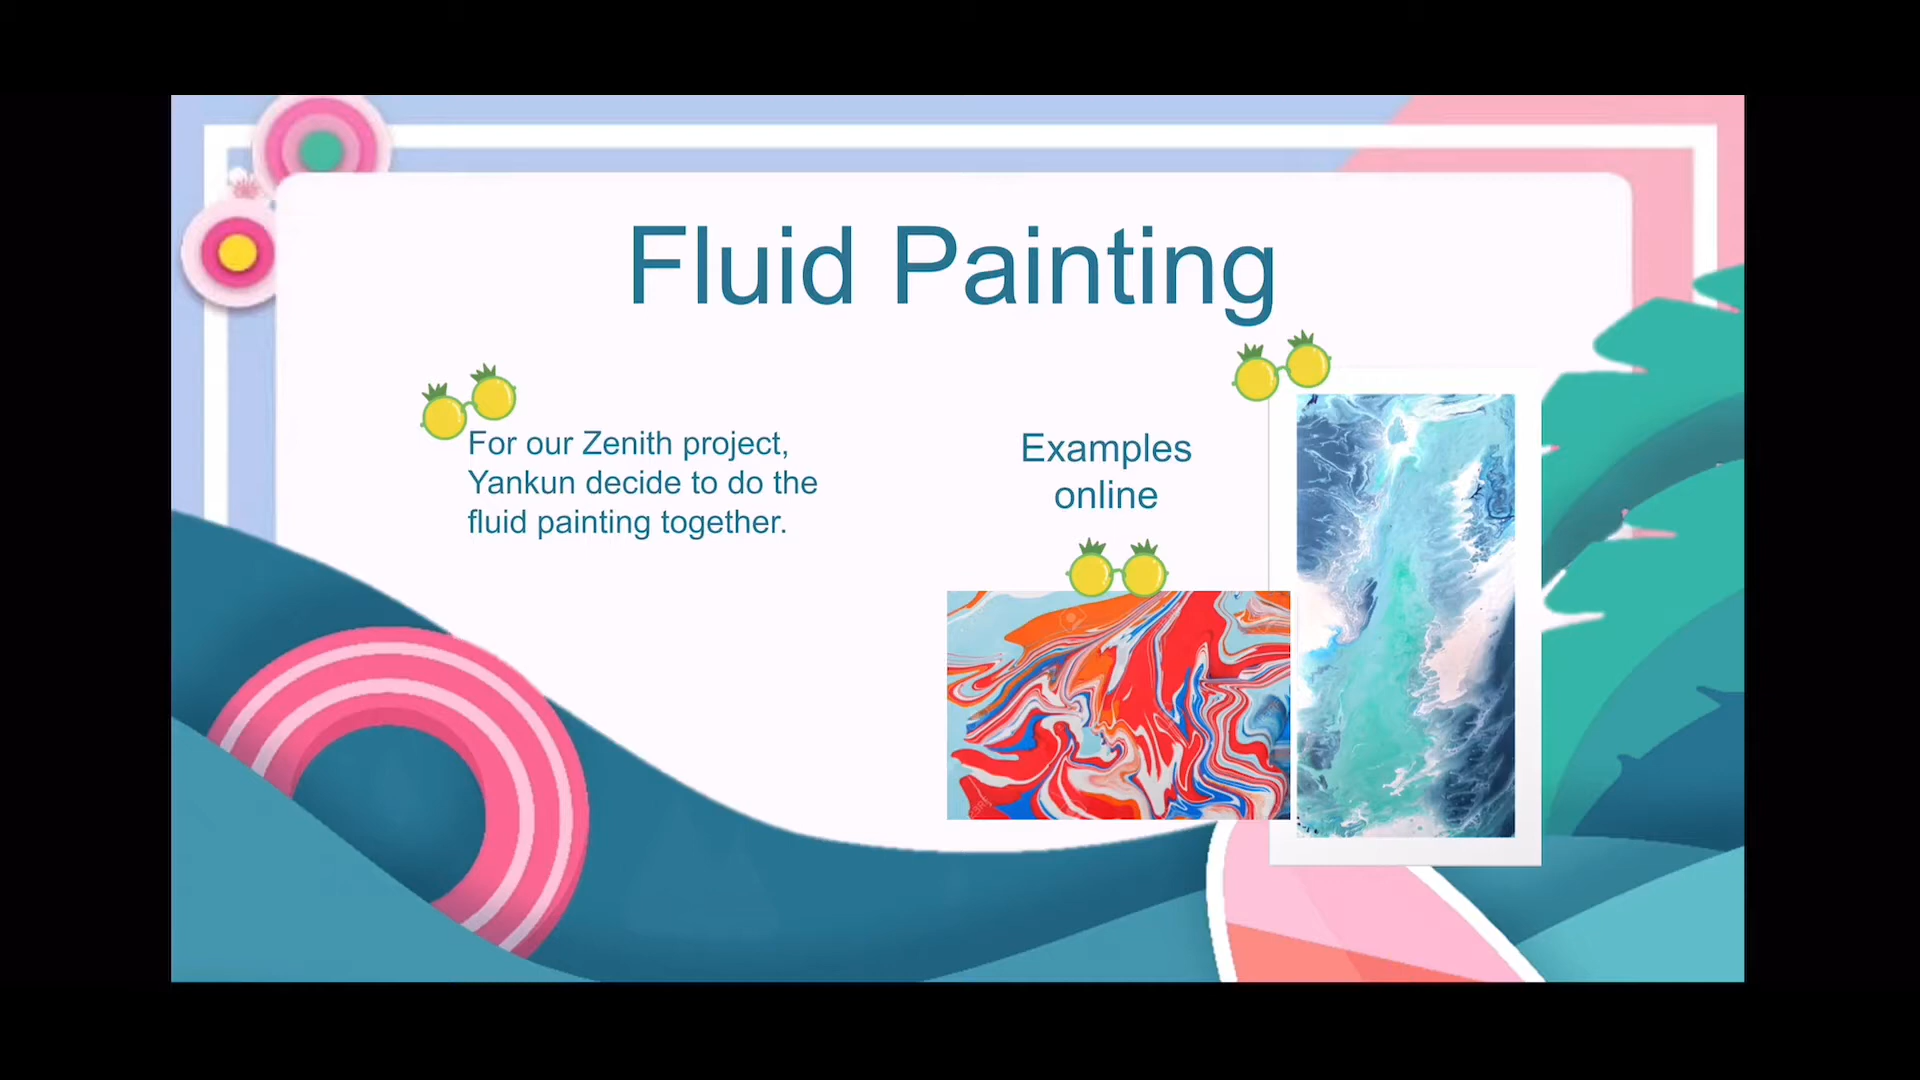 Fluid Painting
For our Zenith project,
Yankun decide to do the
fluid painting together.
Examples
online